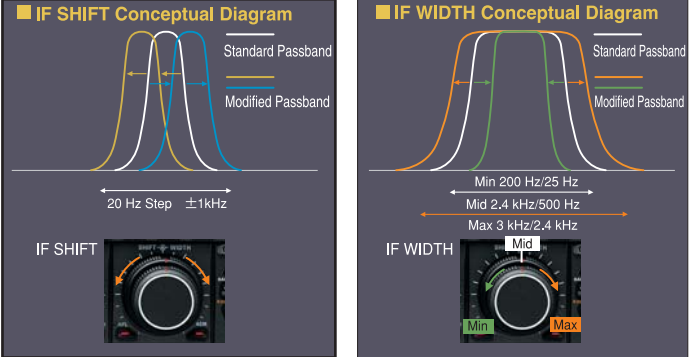 IF SHIFT Conceptual Diagram
Standard Passband
Modified Passband
20 Hz Step ±1kHz
IF SHIFT
SHIFT WIDTH
IF WIDTH Conceptual Diagram
Standard Passband
Modified Passband
Min 200 Hz/25 Hz
Mid 2.4 kHz/500 Hz
Max 3 kHz/2.4 kHz
IF WIDTH
Mid
Min
Max